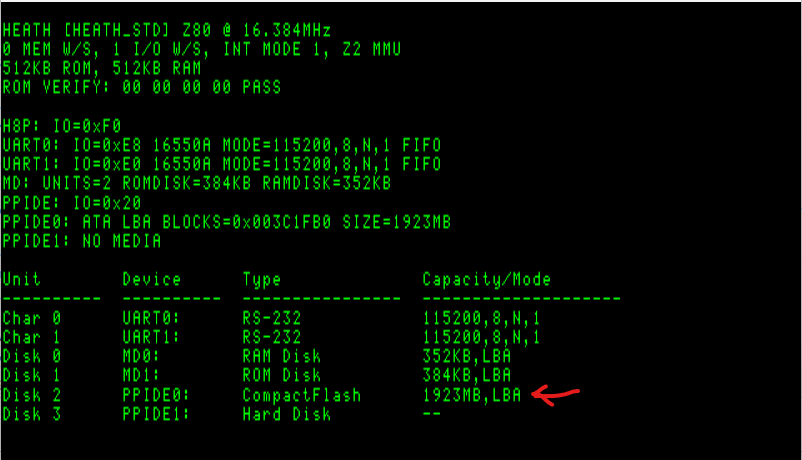 HEATH [HEATH_STD] Z80 @ 16.384MHz
0 MEM W/S, 1 I/O W/S, INT MODE 1, Z2 MMU
512KB ROM, 512KB RAM
ROM VERIFY: 00 00 00 00 PASS
H8P: IO=0xF0
UART0: IO=0xE8 16550A MODE=115200,8,N,1 FIFO
UART1: IO=0xE0 16550A MODE=115200,8,N,1 FIFO
MD: UNITS=2 ROMDISK=384KB RAMDISK=352KB
PPIDE: IO=0x20
PPIDE0: ATA LBA BLOCKS=0x003C1FB0 SIZE=1923MB
PPIDE1: NO MEDIA
Unit Device Type Capacity/Mode
---------- ---------- ---------------- --------------------
Char 0 UART0: RS-232 115200,8,N,1
Char 1 UART1: RS-232 115200,8,N,1
Disk 0 MD0: RAM Disk 352KB,LBA
Disk 1 MD1: ROM Disk 384KB,LBA
Disk 2 PPIDE0: CompactFlash 1923MB,LBA
Disk 3 PPIDE1: Hard Disk --